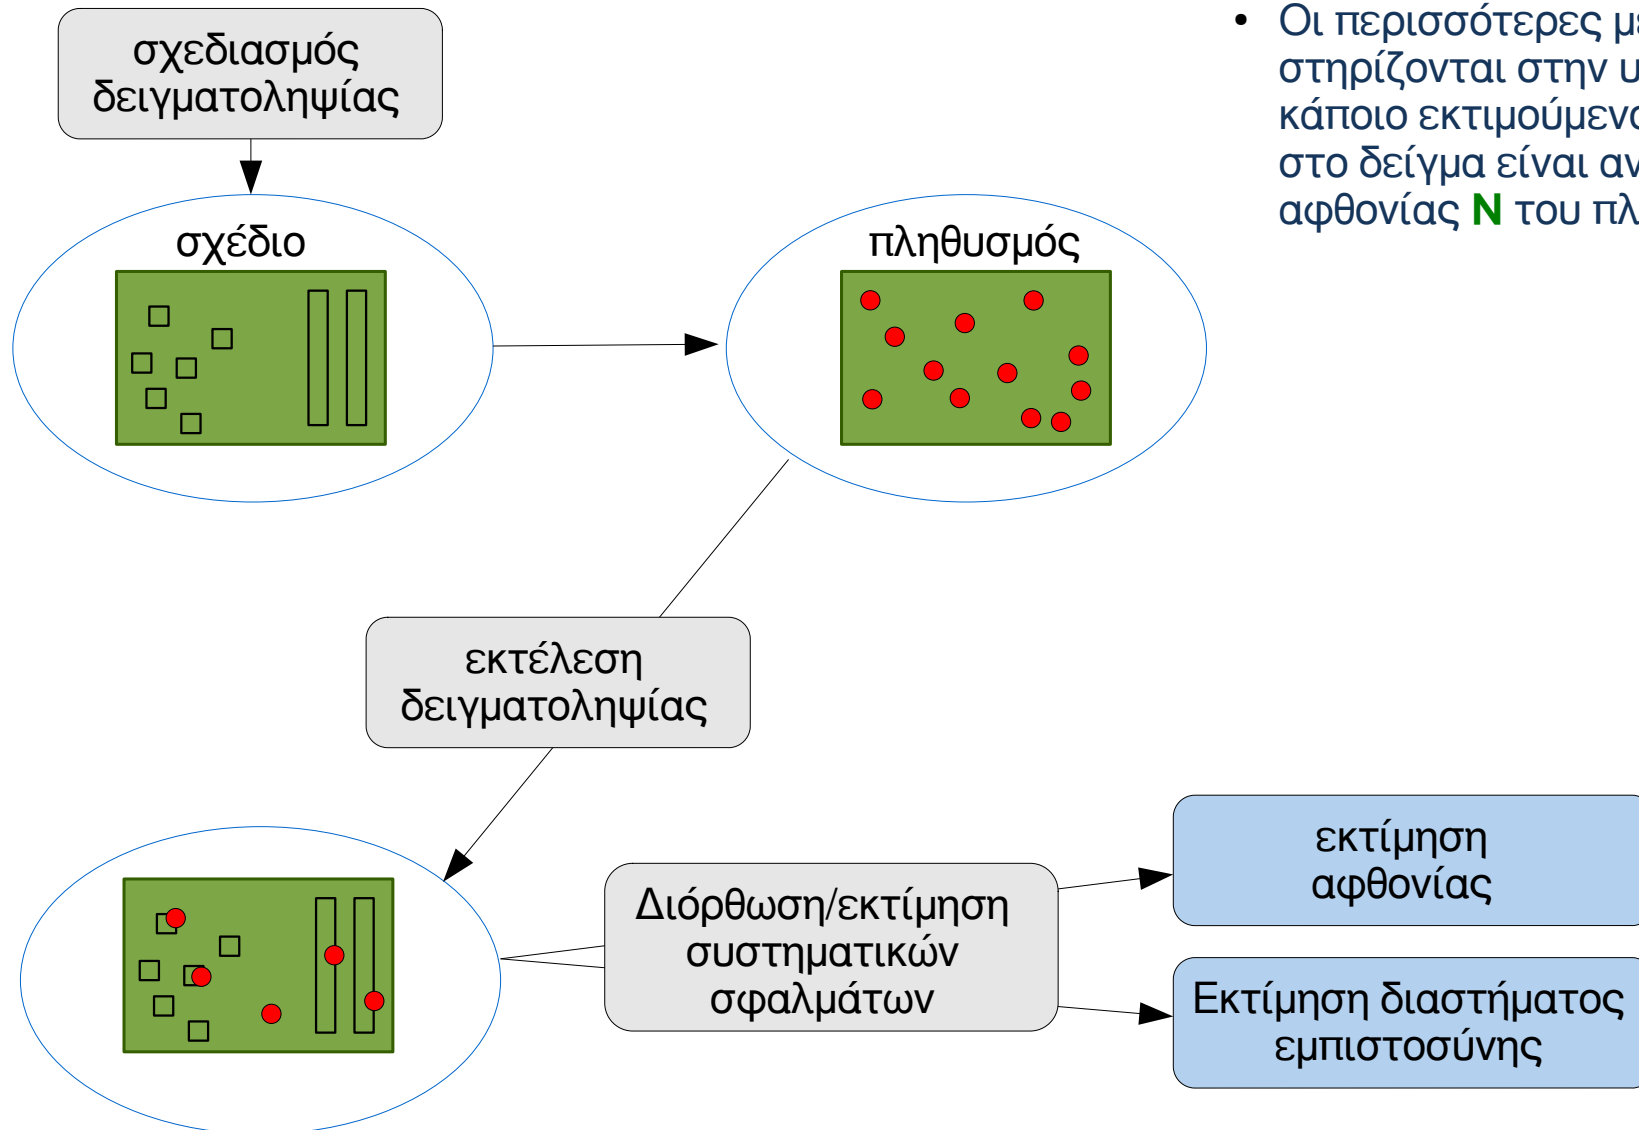 σχεδιασμός
δειγματοληψίας
• Οι περισσότερες
στηρίζονται στην
κάποιο
στο δείγμα είναι
αφθονίας N του
σχέδιο
πληθυσμός
εκτέλεση
δειγματοληψίας
Διόρθωση/εκτίμηση
συστηματικών
σφαλμάτων
εκτίμηση
αφθονίας
Εκτίμηση διαστήματος
εμπιστοσύνης